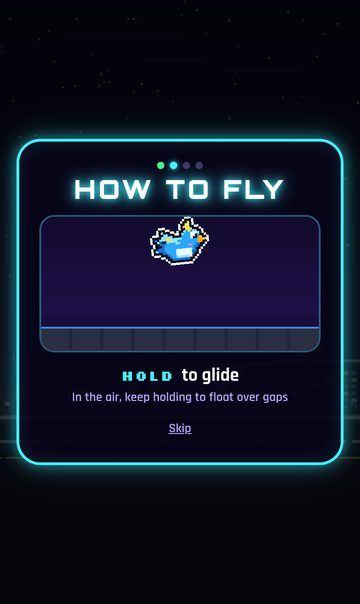 HOW TO FLY
HOLD to glide
In the air, keep holding to float over gaps
Skip